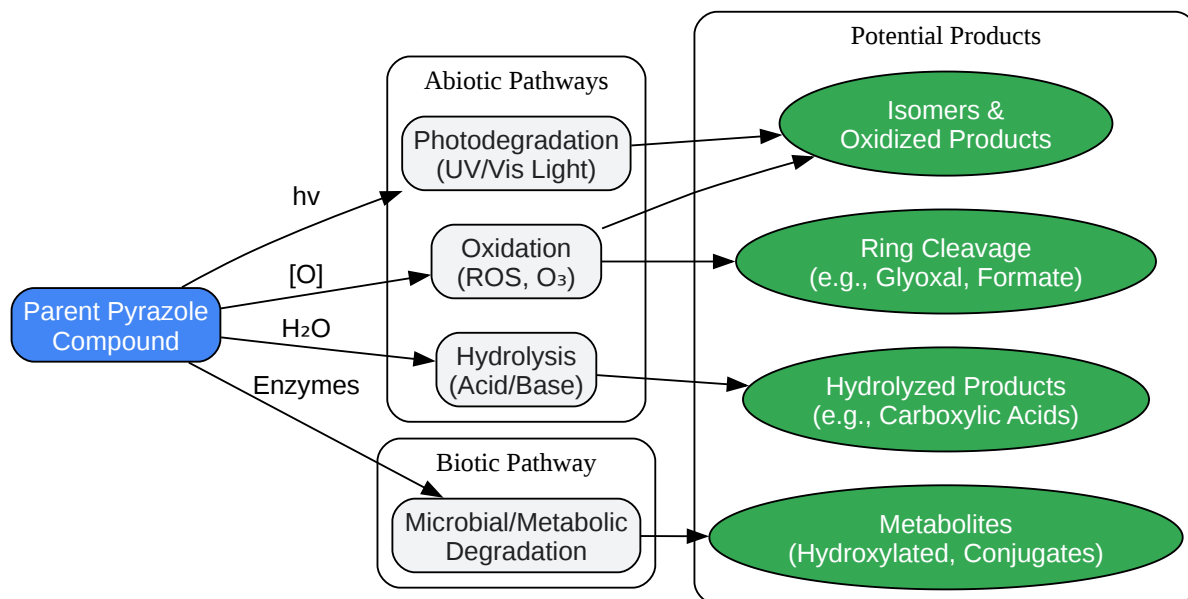 Potential Products
Abiotic Pathways
Isomers &
Oxidized Products
Photodegradation
(UV/Vis Light)
hv
Oxidation
(ROS, O₃)
Ring Cleavage
(e.g., Glyoxal, Formate)
[O]
Parent Pyrazole
Compound
H₂O
Hydrolysis
(Acid/Base)
Hydrolyzed Products
(e.g., Carboxylic Acids)
Enzymes
Biotic Pathway
Microbial/Metabolic
Degradation
Metabolites
(Hydroxylated, Conjugates)